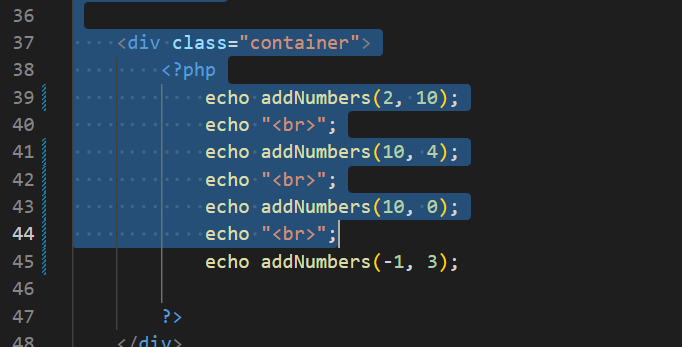 36
37 <div class="container">
38 <?php
39 echo addNumbers(2, 10);
40 echo "<br>";
41 echo addNumbers(10, 4);
42 echo "<br>";
43 echo addNumbers(10, 0);
44 echo "<br>";
45 echo addNumbers(-1, 3);
46
47 ?>
48 </div>